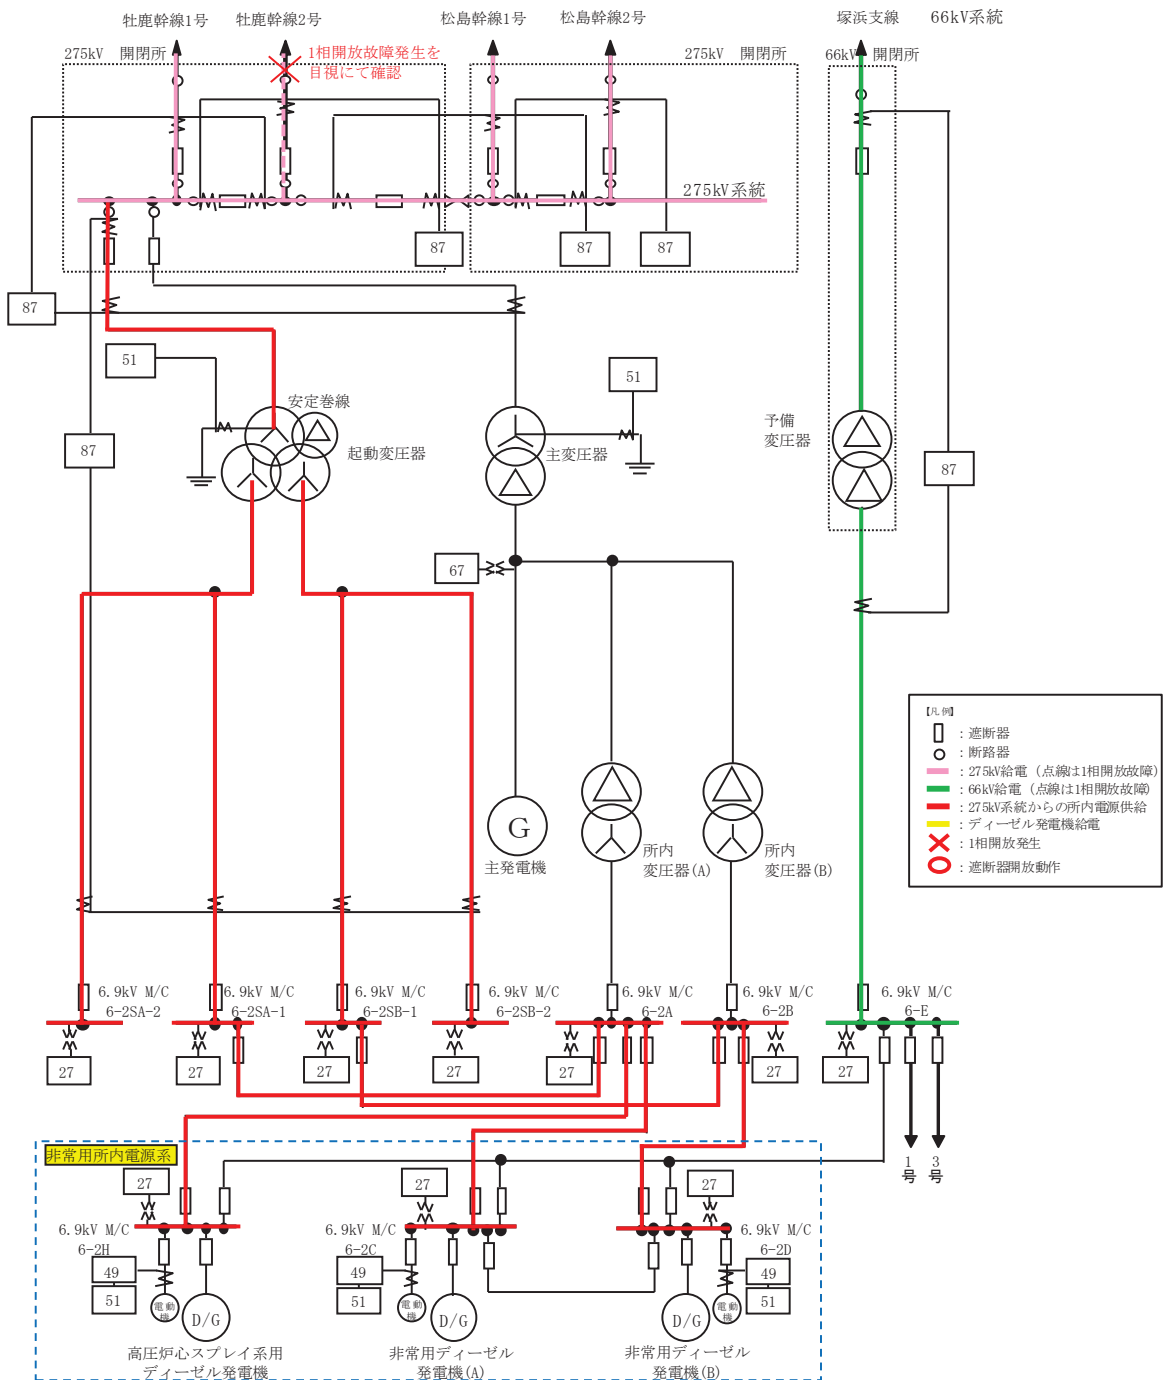 牡鹿幹線1号
牡鹿幹線2号
松島幹線1号
松島幹線2号
塚浜支線
66kV系統
275kV 開閉所
1相開放故障発生を
目視にて確認
275kV 開閉所
66kV 開閉所
275kV系統
87
87
87
87
51
51
安定巻線
起動変圧器
主変圧器
予備
変圧器
87
87
67
【凡例】
：遮断器
：断路器
：275kV給電（点線は1相開放故障）
：66kV給電（点線は1相開放故障）
：275kV系統からの所内電源供給
：ディーゼル発電機給電
：1相開放発生
：遮断器開放動作
G
主発電機
所内
変圧器(A)
所内
変圧器(B)
6.9kV M/C
6-2SA-2
6.9kV M/C
6-2SA-1
6.9kV M/C
6-2SB-1
6.9kV M/C
6-2SB-2
6.9kV M/C
6-2A
6.9kV M/C
6-2B
6.9kV M/C
6-E
27
27
27
27
27
27
27
1
号
3
号
非常用所内電源系
27
27
27
6.9kV M/C
6-2H
6.9kV M/C
6-2C
6.9kV M/C
6-2D
49
51
49
51
49
51
電動
機
D/G
電動
機
D/G
D/G
電動
機
高圧炉心スプレイ系用
ディーゼル発電機
非常用ディーゼル
発電機(A)
非常用ディーゼル
発電機(B)